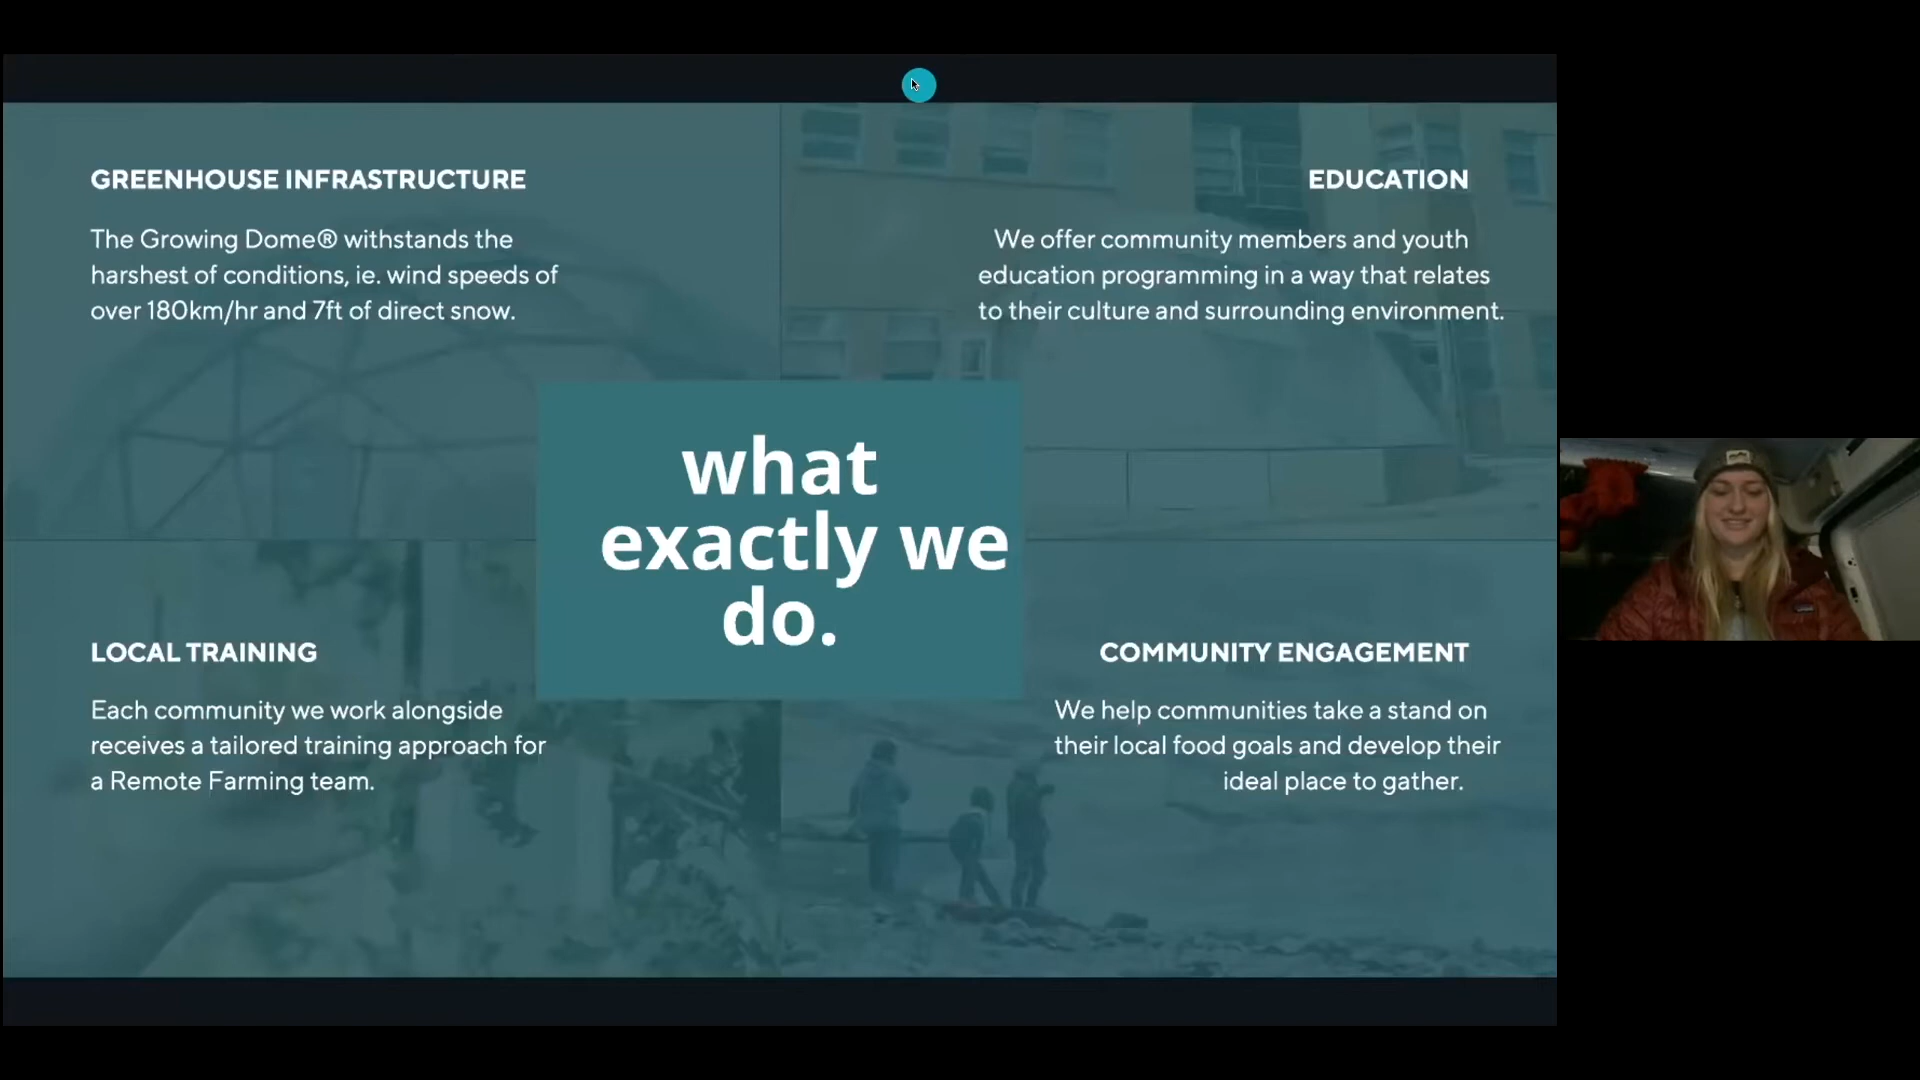 GREENHOUSE INFRASTRUCTURE
The Growing Dome® withstands the
harshest of conditions, ie. wind speeds of
over 180km/hr and 7ft of direct snow.
EDUCATION
We offer community members and youth
education programming in a way that relates
to their culture and surrounding environment.
what
exactly we
do.
LOCAL TRAINING
Each community we work alongside
receives a tailored training approach for
a Remote Farming team.
COMMUNITY ENGAGEMENT
We help communities take a stand on
their local food goals and develop their
ideal place to gather.